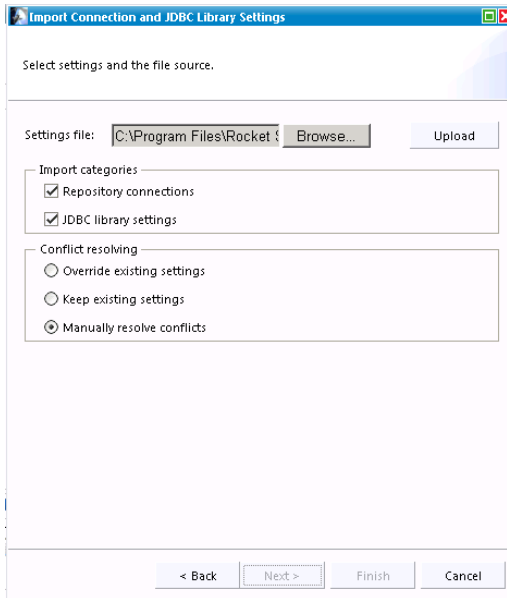 Import Connection and JDBC Library Settings
Select settings and the file source.
Settings file: C:\Program Files\Rocket Browse... Upload
Import categories
Repository connections
JDBC library settings
Conflict resolving
Override existing settings
Keep existing settings
Manually resolve conflicts
< Back Next > Finish Cancel